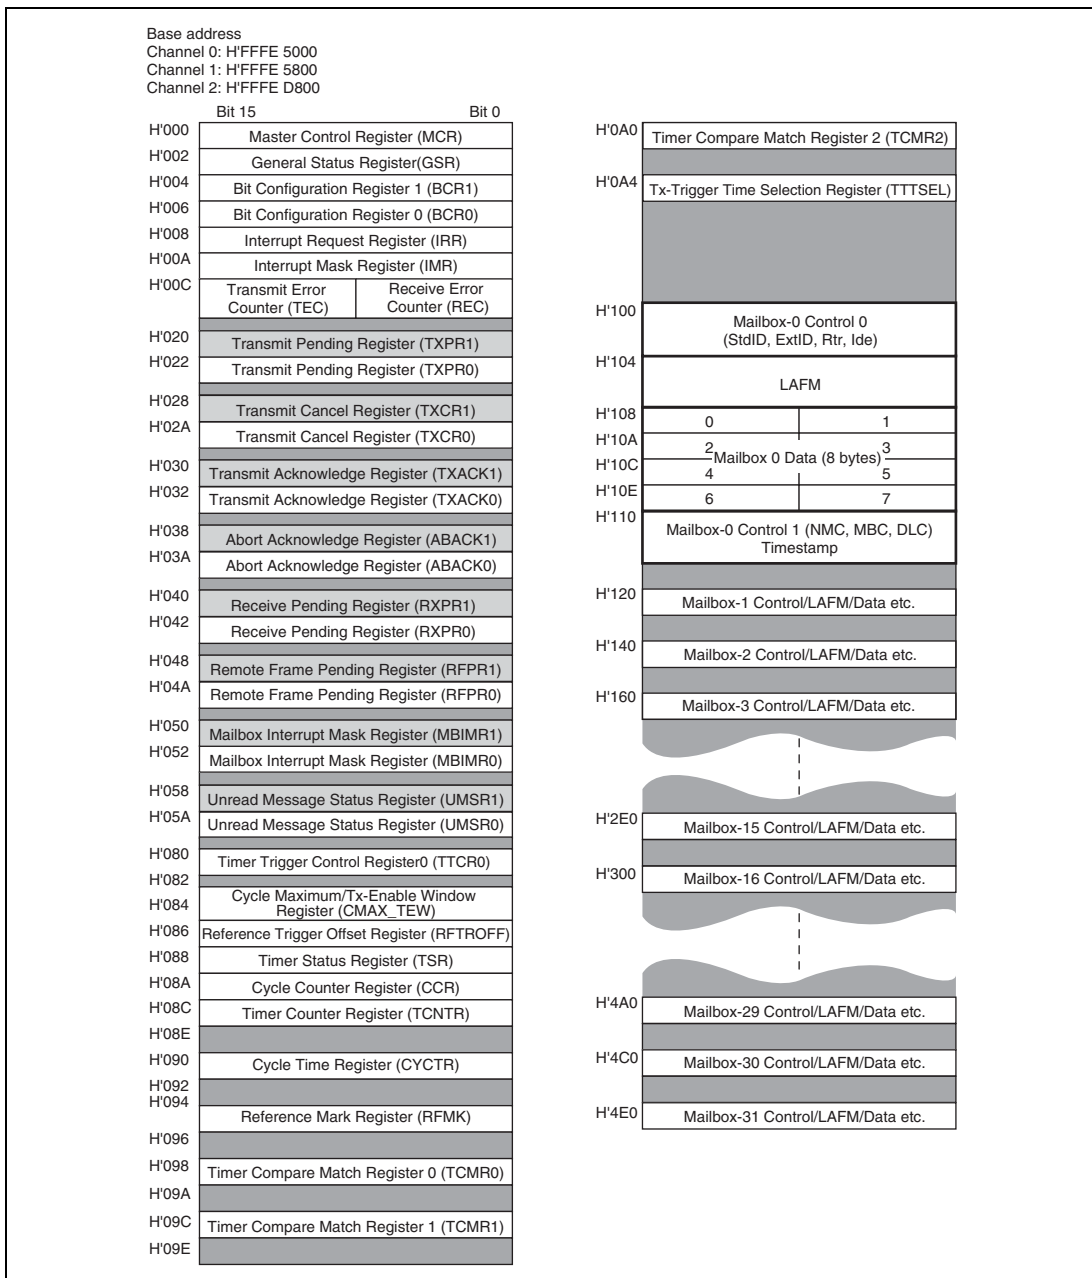 Base address
Channel 0: H'FFFE 5000
Channel 1: H'FFFE 5800
Channel 2: H'FFFE D800
Bit 15 Bit 0
H'000 Master Control Register (MCR)
H'002 General Status Register(GSR)
H'004 Bit Configuration Register 1 (BCR1)
H'006 Bit Configuration Register 0 (BCR0)
H'008 Interrupt Request Register (IRR)
H'00A Interrupt Mask Register (IMR)
H'00C Transmit Error Receive Error
Counter (TEC) Counter (REC)
H'020 Transmit Pending Register (TXPR1)
H'022 Transmit Pending Register (TXPR0)
H'028 Transmit Cancel Register (TXCR1)
H'02A Transmit Cancel Register (TXCR0)
H'030 Transmit Acknowledge Register (TXACK1)
H'032 Transmit Acknowledge Register (TXACK0)
H'038 Abort Acknowledge Register (ABACK1)
H'03A Abort Acknowledge Register (ABACK0)
H'040 Receive Pending Register (RXPR1)
H'042 Receive Pending Register (RXPR0)
H'048 Remote Frame Pending Register (RFPR1)
H'04A Remote Frame Pending Register (RFPR0)
H'050 Mailbox Interrupt Mask Register (MBIMR1)
H'052 Mailbox Interrupt Mask Register (MBIMR0)
H'058 Unread Message Status Register (UMSR1)
H'05A Unread Message Status Register (UMSR0)
H'080 Timer Trigger Control Register0 (TTCR0)
H'082
H'084 Cycle Maximum/Tx-Enable Window
Register (CMAX_TEW)
H'086 Reference Trigger Offset Register (RFTROFF)
H'088 Timer Status Register (TSR)
H'08A Cycle Counter Register (CCR)
H'08C Timer Counter Register (TCNTR)
H'08E
H'090 Cycle Time Register (CYCTR)
H'092
H'094
Reference Mark Register (RFMK)
H'096
H'098 Timer Compare Match Register 0 (TCMR0)
H'09A
H'09C Timer Compare Match Register 1 (TCMR1)
H'09E
H'0A0 Timer Compare Match Register 2 (TCMR2)
H'0A4 Tx-Trigger Time Selection Register (TTTSEL)
H'100 Mailbox-0 Control 0
(StdID, ExtID, Rtr, Ide)
H'104 LAFM
H'108 0 1
H'10A 2 3
Mailbox 0 Data (8 bytes)
H'10C 4 5
H'10E 6 7
H'110 Mailbox-0 Control 1 (NMC, MBC, DLC)
Timestamp
H'120 Mailbox-1 Control/LAFM/Data etc.
H'140 Mailbox-2 Control/LAFM/Data etc.
H'160 Mailbox-3 Control/LAFM/Data etc.
H'2E0 Mailbox-15 Control/LAFM/Data etc.
H'300 Mailbox-16 Control/LAFM/Data etc.
H'4A0 Mailbox-29 Control/LAFM/Data etc.
H'4C0 Mailbox-30 Control/LAFM/Data etc.
H'4E0 Mailbox-31 Control/LAFM/Data etc.